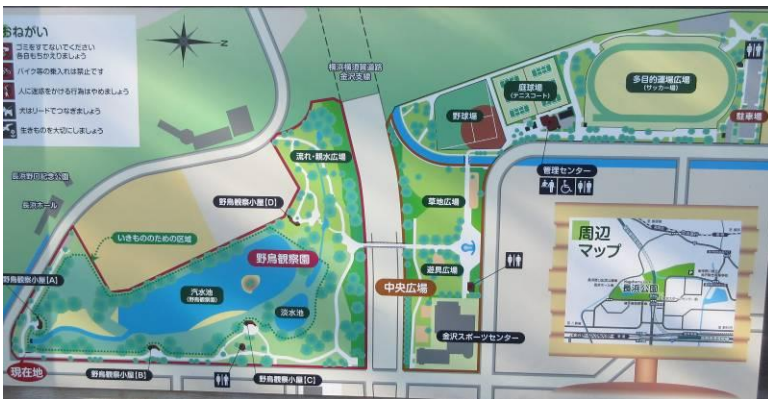 おねがい
ゴミをすてないでください
各自もちかえりましょう
バイク等の乗入れは禁止です
人に迷惑をかける行為はやめましょう
犬はリードでつなぎましょう
生きものを大切にしましょう
N
横浜横須賀道路
金沢支線
野球場
庭球場
(テニスコート)
多目的運動広場
(サッカー場)
駐車場
管理センター
流れ・親水広場
野鳥観察小屋[D]
草地広場
長浜野口記念公園
長浜ホール
いきもののための区域
野鳥観察園
遊具広場
中央広場
野鳥観察小屋[A]
汽水池
(野鳥観察園)
淡水池
金沢スポーツセンター
現在地
野鳥観察小屋[B]
野鳥観察小屋[C]
周辺
マップ
長浜公園